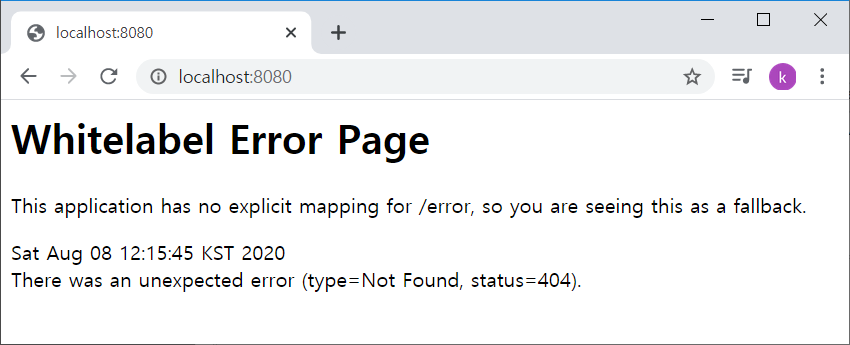 localhost:8080
localhost:8080
k
Whitelabel Error Page
This application has no explicit mapping for /error, so you are seeing this as a fallback.
Sat Aug 08 12:15:45 KST 2020
There was an unexpected error (type=Not Found, status=404).